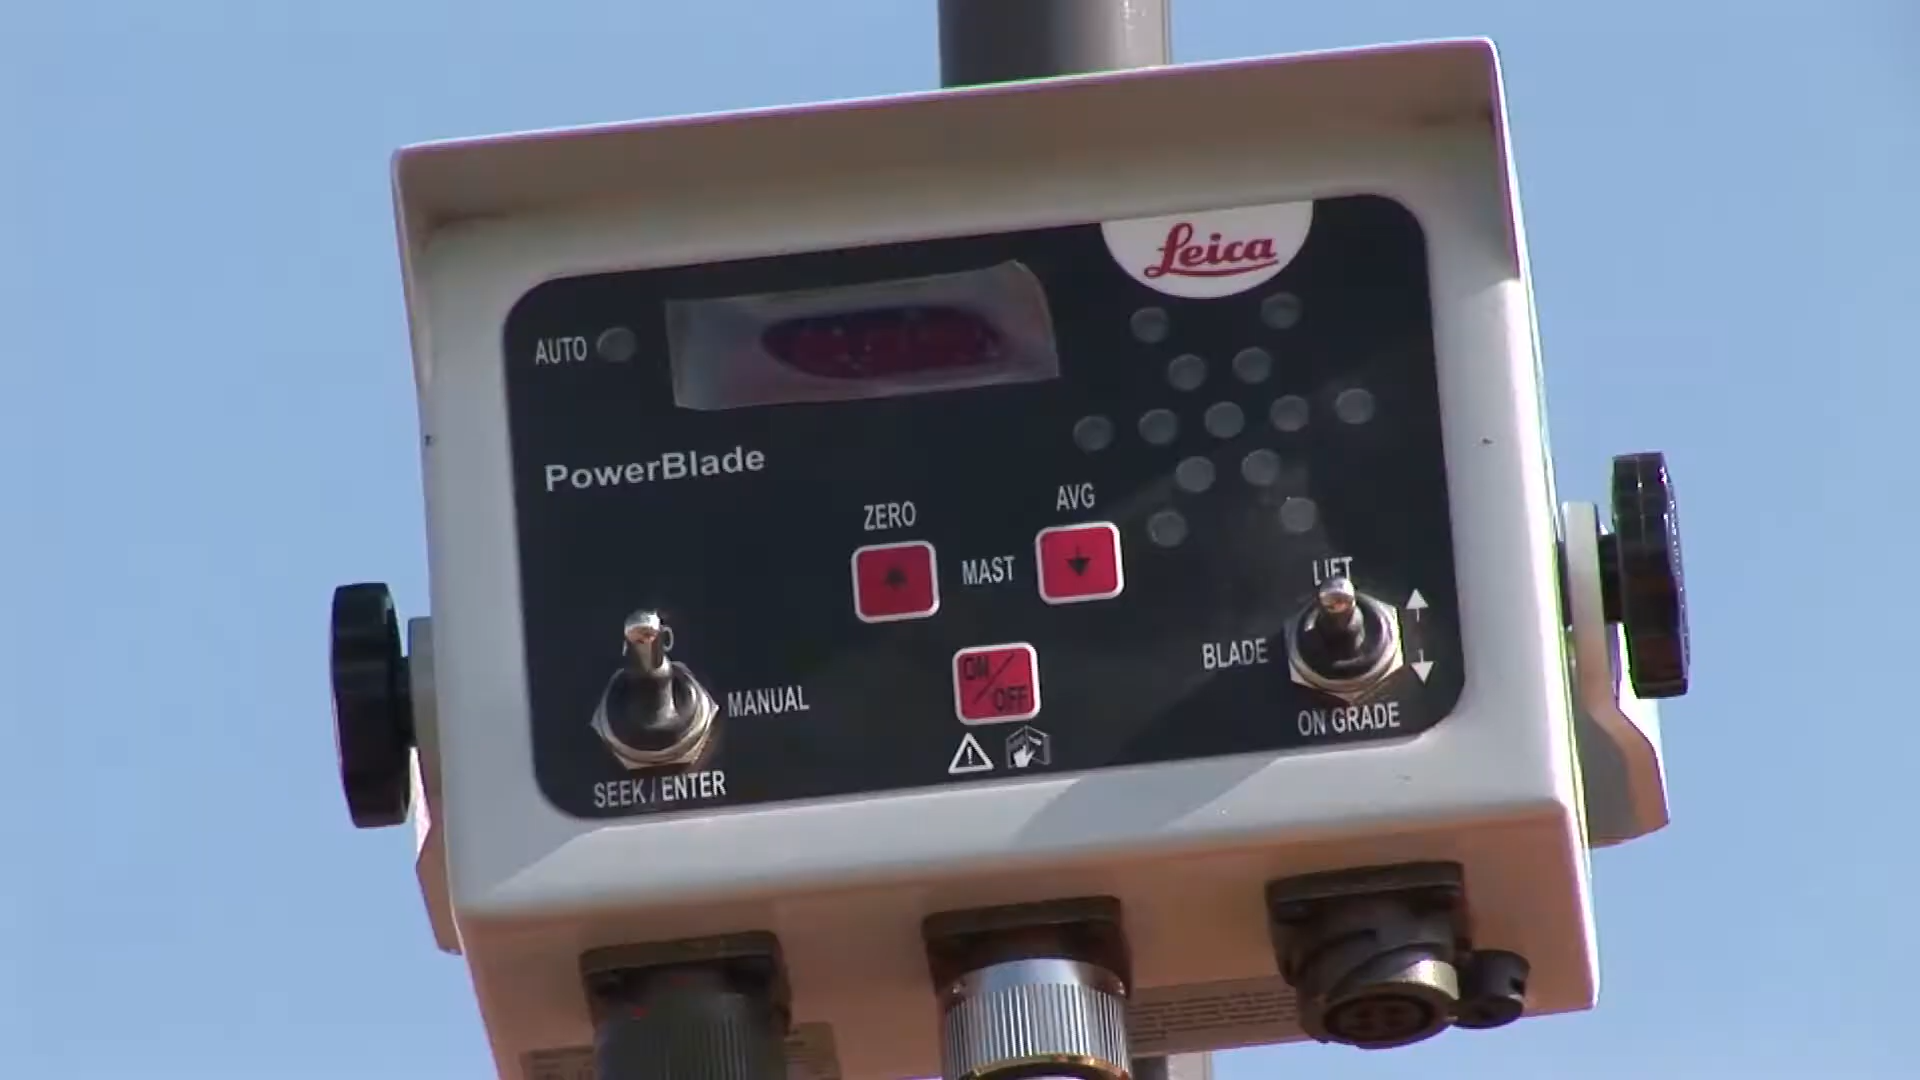 Leica
AUTO
PowerBlade
ZERO
AVG
MAST
LIFT
ON/OFF
BLADE
MANUAL
ON GRADE
SEEK / ENTER